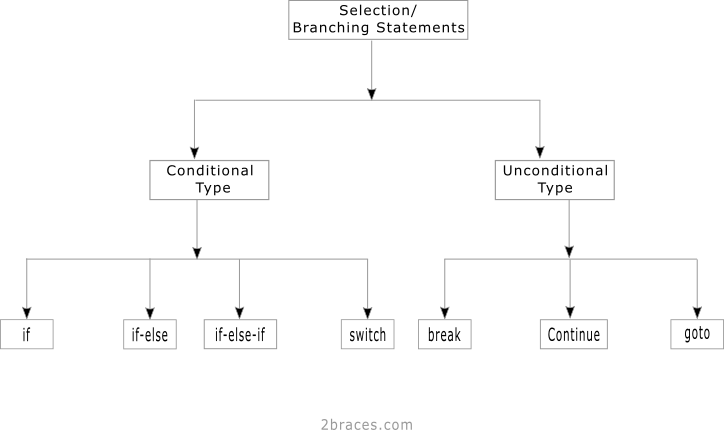 Selection/
Branching Statements
Conditional
Type
Unconditional
Type
if
if-else
if-else-if
switch
break
Continue
goto
2braces.com